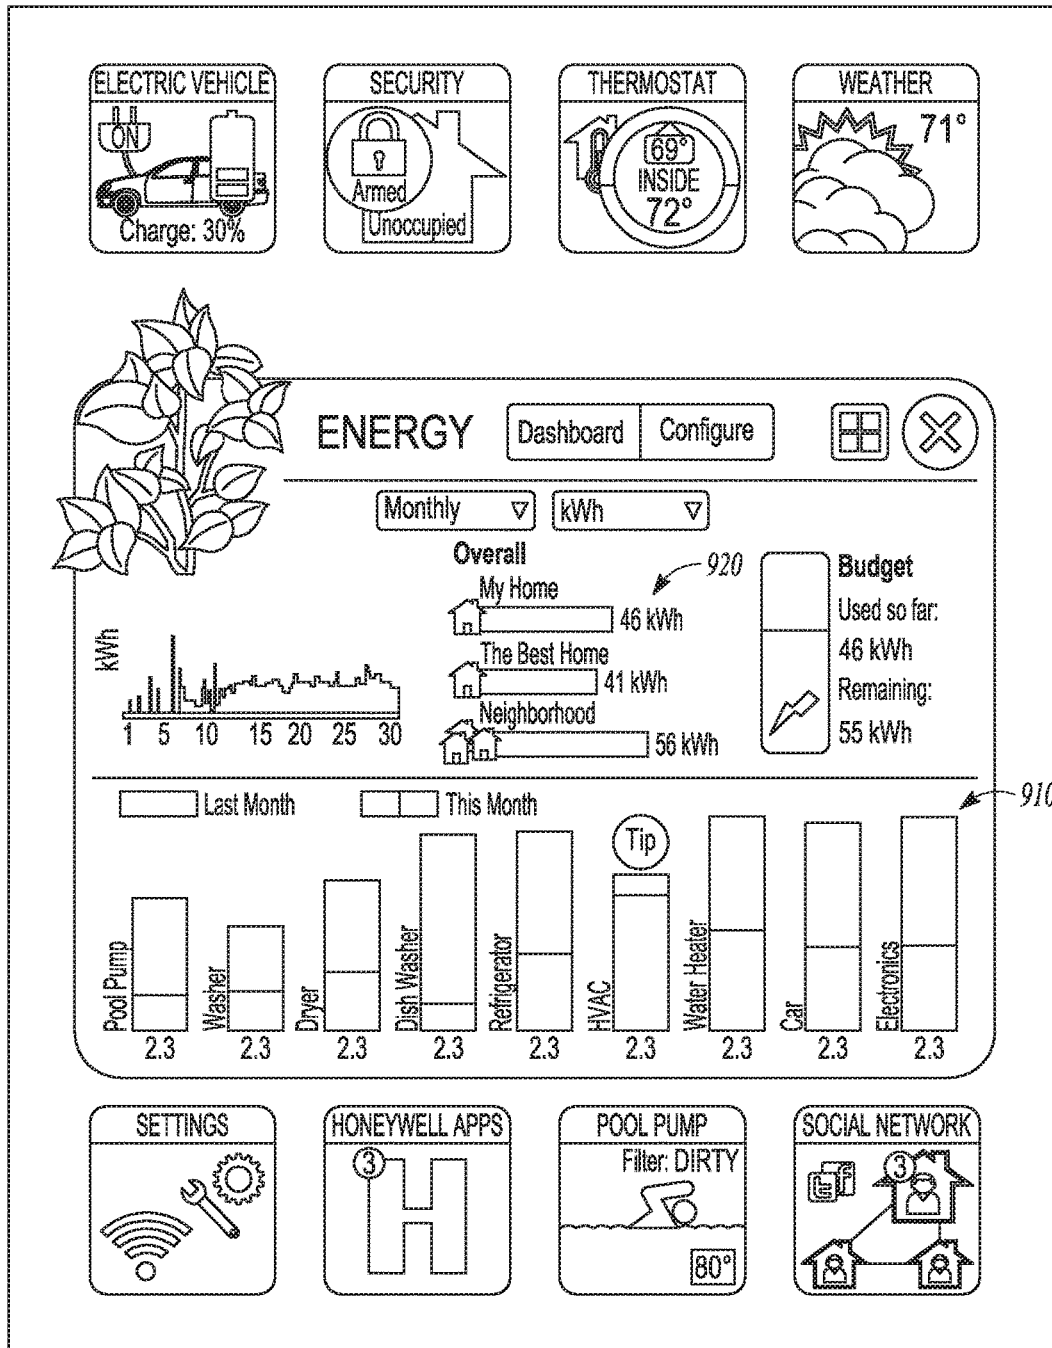 ELECTRIC VEHICLE
ON
Charge: 30%
SECURITY
Armed
Unoccupied
THERMOSTAT
69°
INSIDE
72°
WEATHER
71°
ENERGY
Dashboard
Configure
Monthly
kWh
Overall
920
My Home
46 kWh
The Best Home
41 kWh
Neighborhood
56 kWh
Budget
Used so far:
46 kWh
Remaining:
55 kWh
kWh
1 5 10 15 20 25 30
Last Month
This Month
910
Tip
Pool Pump
Washer
Dryer
Dish Washer
Refrigerator
HVAC
Water Heater
Car
Electronics
2.3 2.3 2.3 2.3 2.3 2.3 2.3 2.3 2.3
SETTINGS
HONEYWELL APPS
3
H
POOL PUMP
Filter: DIRTY
80°
SOCIAL NETWORK
3
t f